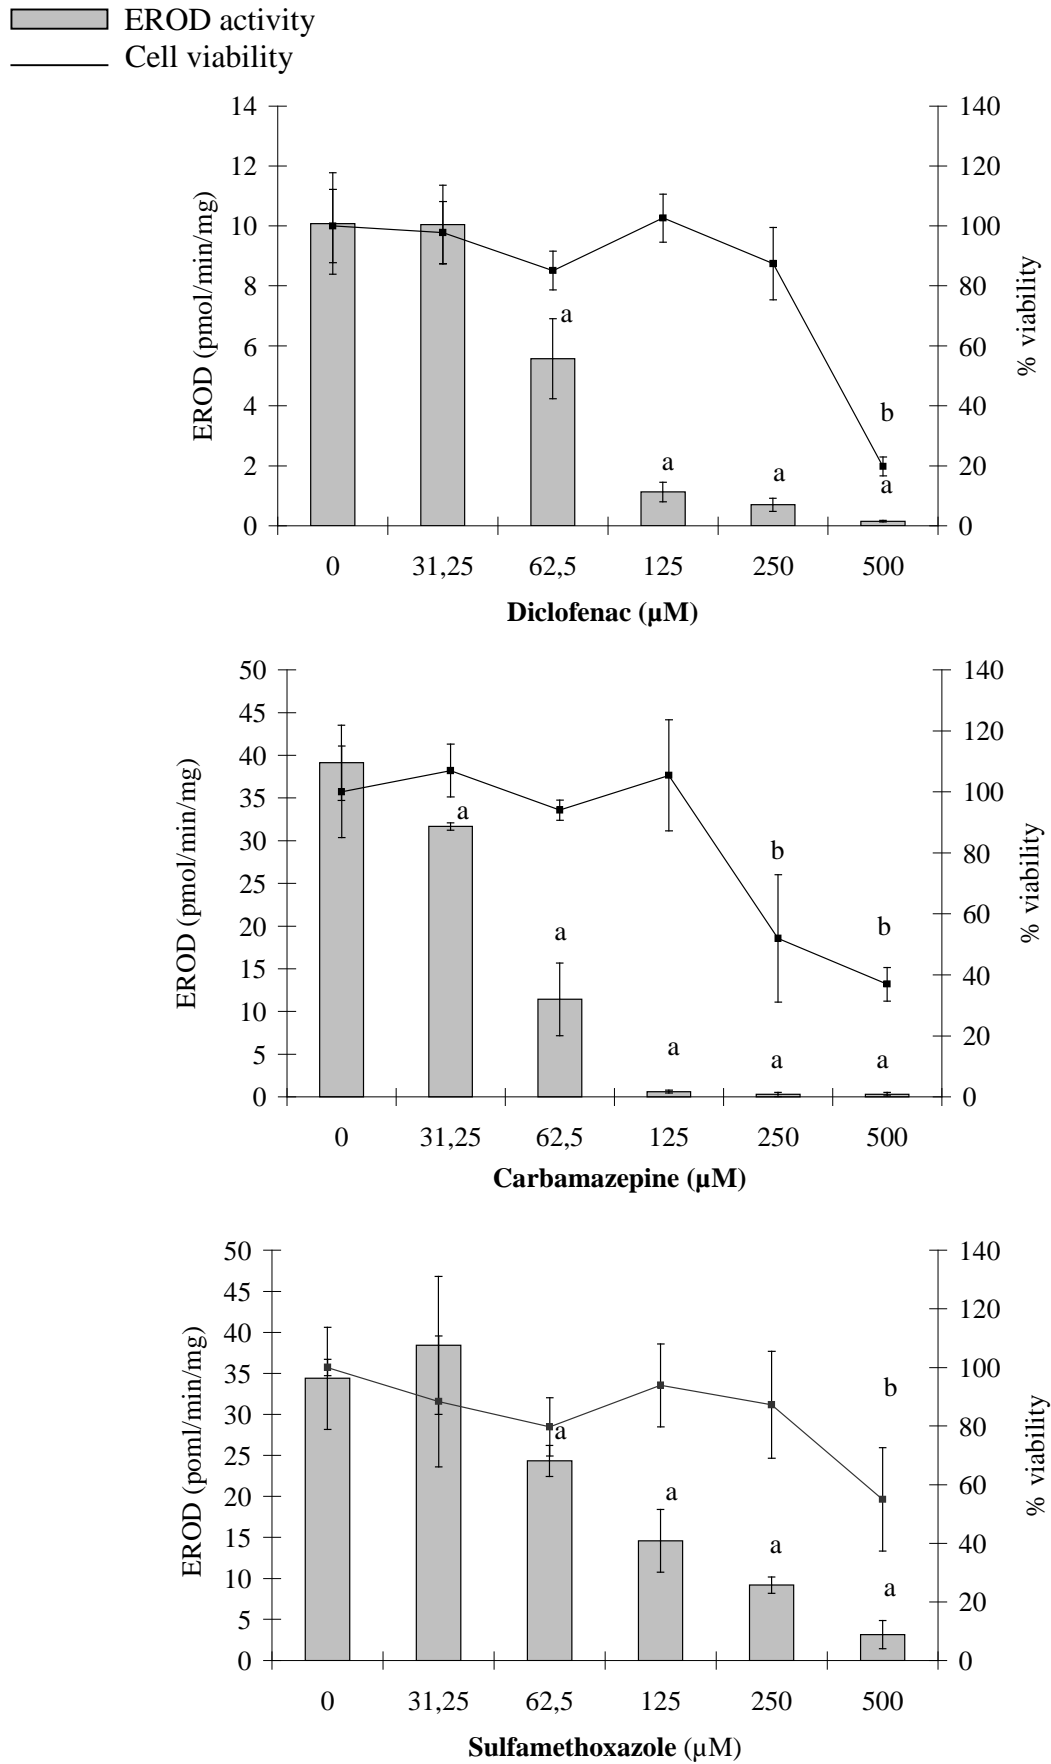 EROD activity
Cell viability
14 140
12 120
10 100
8 80
6 60
4 40
2 20
0 0
EROD (pmol/min/mg)
% viability
a
a
a
b
a
0 31,25 62,5 125 250 500
Diclofenac (µM)
50 140
45
40 120
35 100
30
25 80
20 60
15
10 40
5 20
0 0
EROD (pmol/min/mg)
% viability
a
a
a
b
a
b
a
0 31,25 62,5 125 250 500
Carbamazepine (µM)
50 140
45
40 120
35 100
30
25 80
20 60
15
10 40
5 20
0 0
EROD (poml/min/mg)
% viability
a
a
a
b
a
0 31,25 62,5 125 250 500
Sulfamethoxazole (µM)